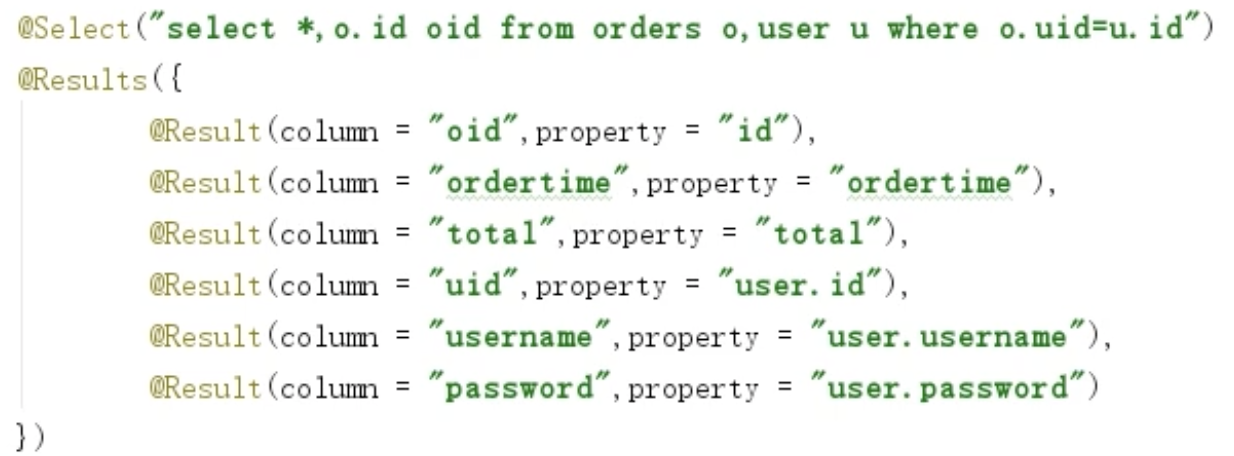 @Select("select *,o.id oid from orders o,user u where o.uid=u.id")
@Results({
@Result(column = "oid",property = "id"),
@Result(column = "ordertime",property = "ordertime"),
@Result(column = "total",property = "total"),
@Result(column = "uid",property = "user.id"),
@Result(column = "username",property = "user.username"),
@Result(column = "password",property = "user.password")
})